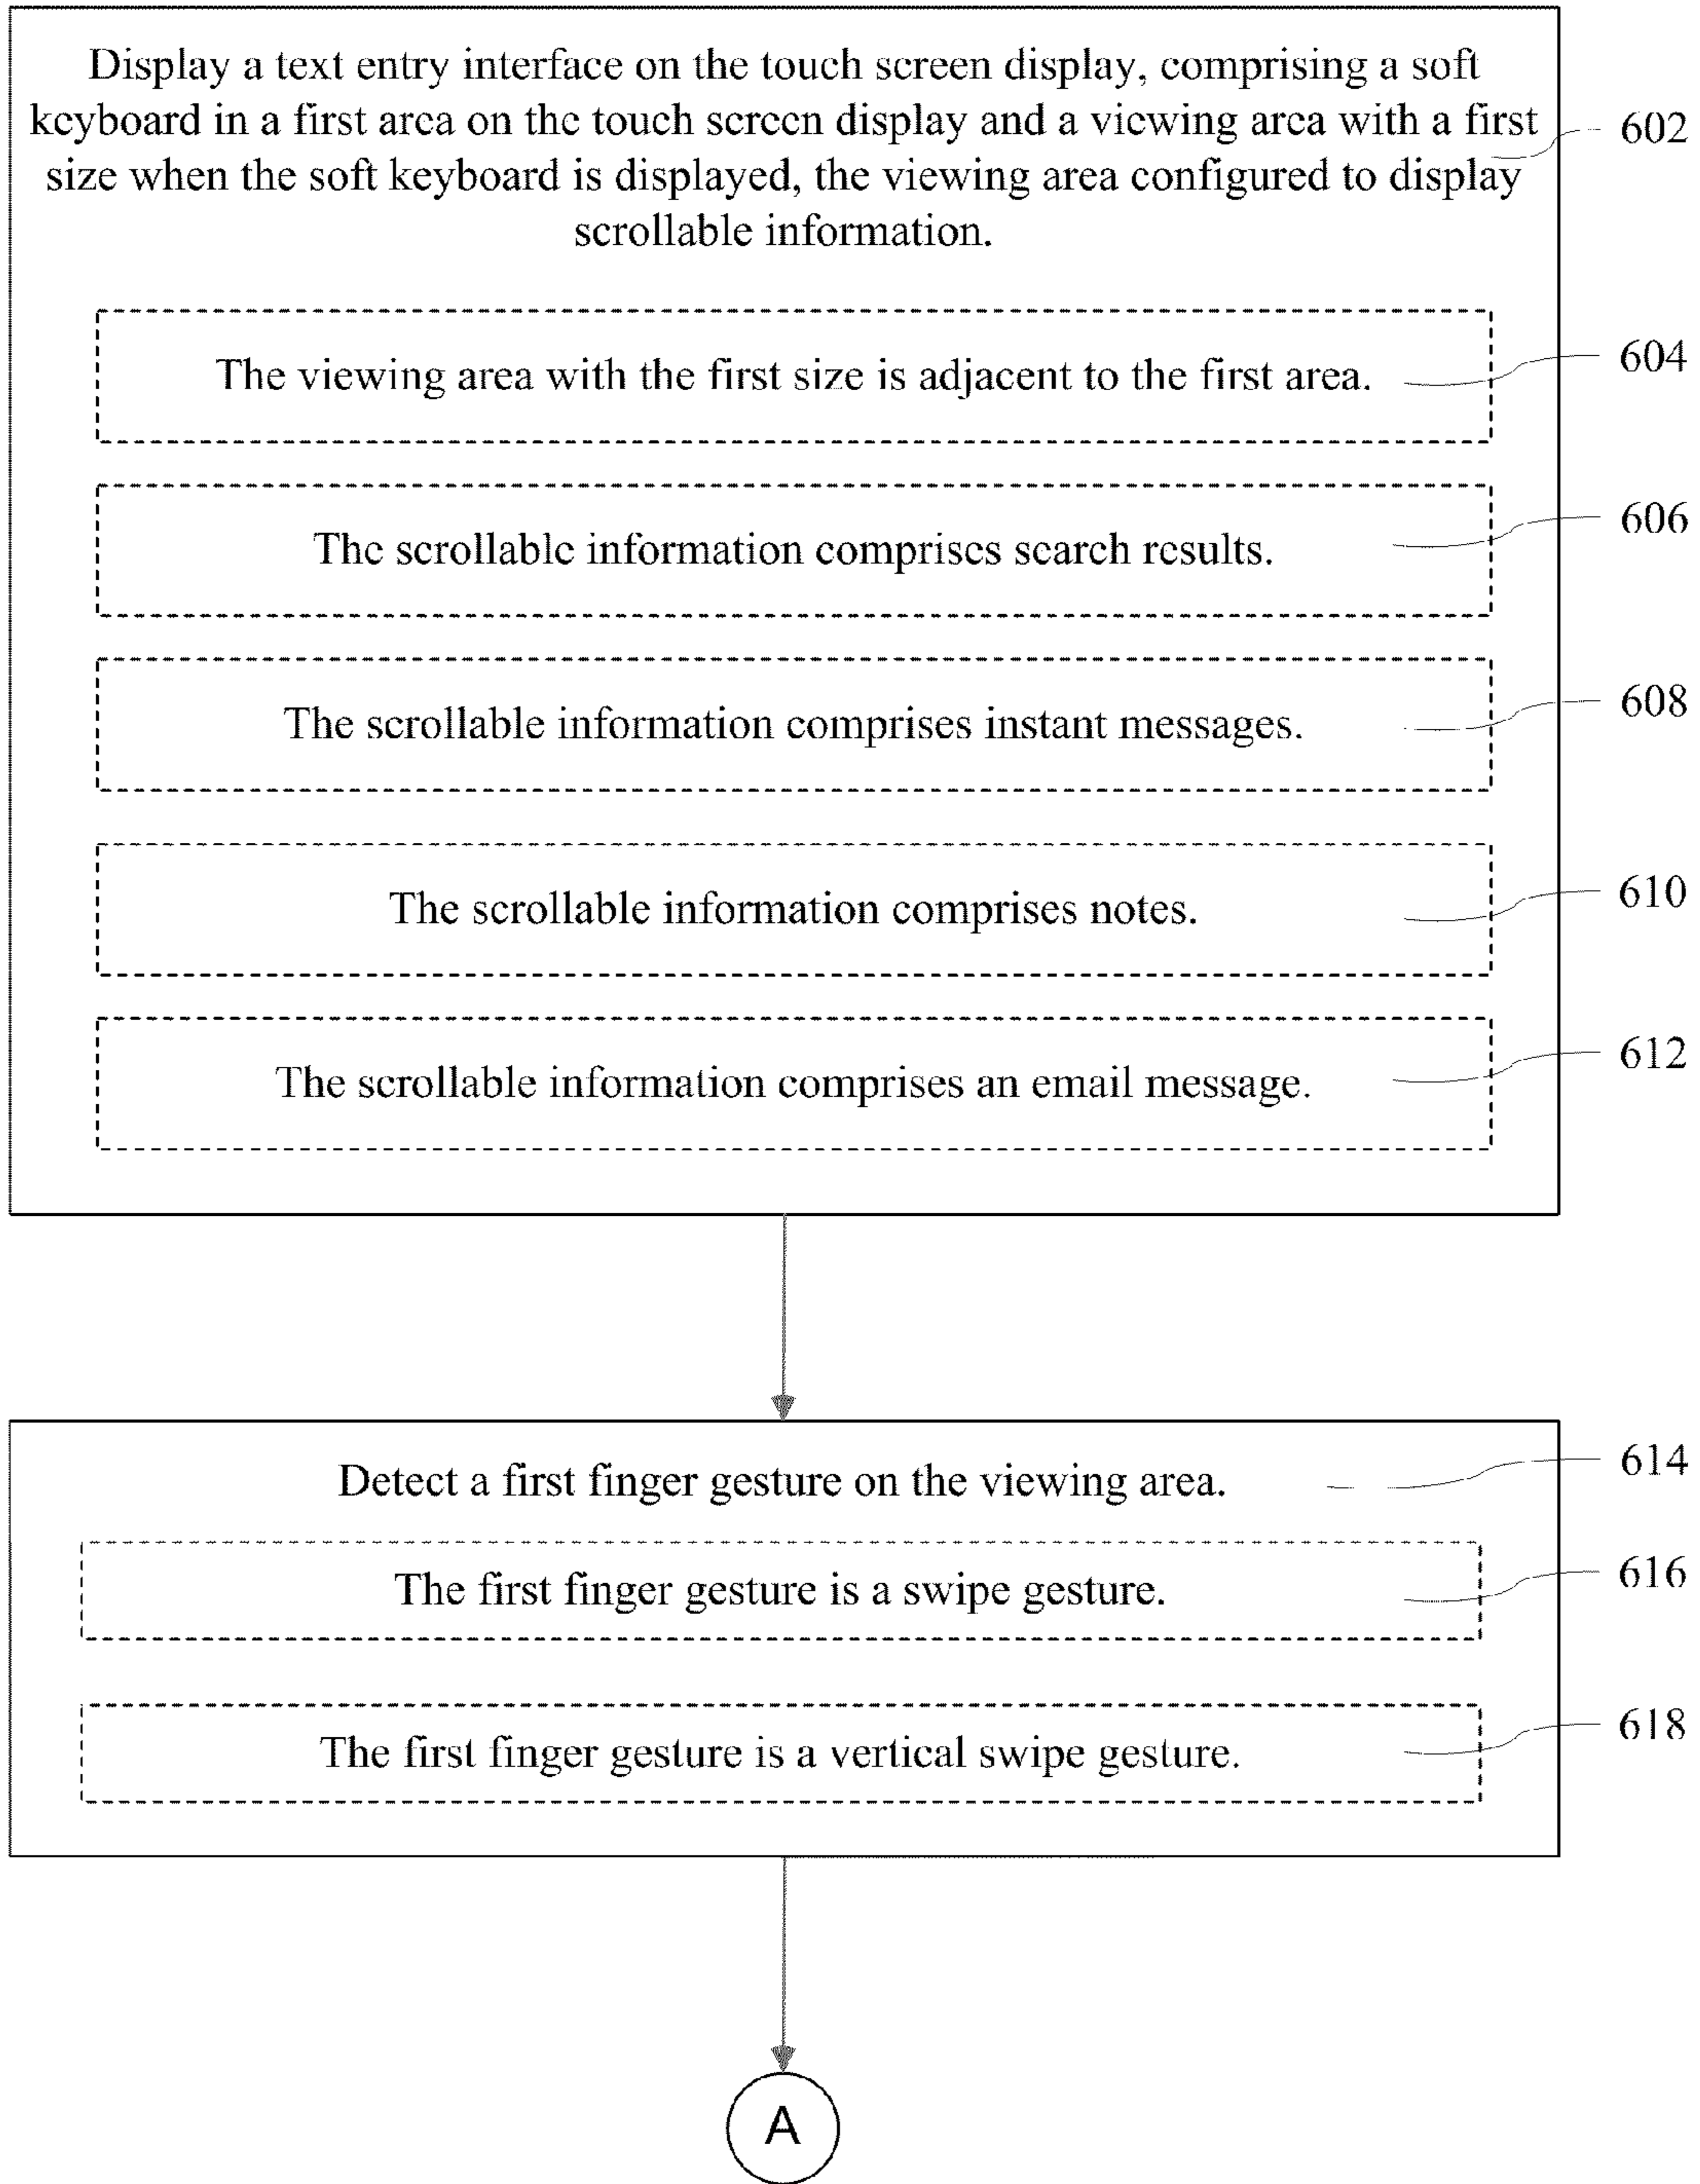 Display a text entry interface on the touch screen display, comprising a soft
keyboard in a first area on the touch screen display and a viewing area with a first
size when the soft keyboard is displayed, the viewing area configured to display
scrollable information.
602
The viewing area with the first size is adjacent to the first area.
604
The scrollable information comprises search results.
606
The scrollable information comprises instant messages.
608
The scrollable information comprises notes.
610
The scrollable information comprises an email message.
612
Detect a first finger gesture on the viewing area.
614
The first finger gesture is a swipe gesture.
616
The first finger gesture is a vertical swipe gesture.
618
A